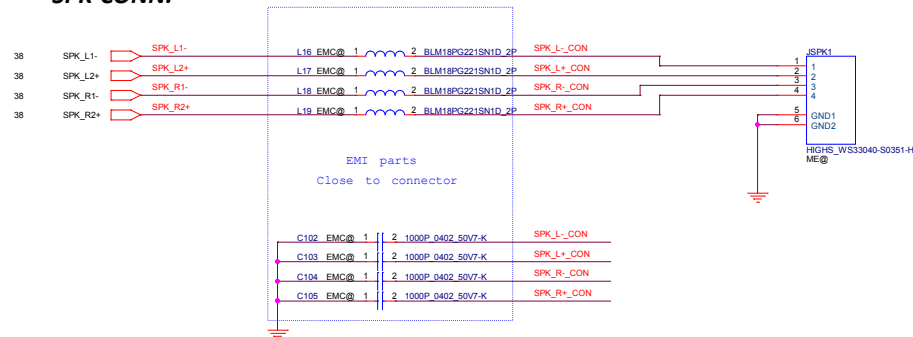 SPK CONN.
38 SPK_L1- SPK_L1- L16 EMC@ 1 2 BLM18PG221SN1D_2P SPK_L-_CON
38 SPK_L2+ SPK_L2+ L17 EMC@ 1 2 BLM18PG221SN1D_2P SPK_L+_CON
38 SPK_R1- SPK_R1- L18 EMC@ 1 2 BLM18PG221SN1D_2P SPK_R-_CON
38 SPK_R2+ SPK_R2+ L19 EMC@ 1 2 BLM18PG221SN1D_2P SPK_R+_CON
JSPK1
1 1
2 2
3 3
4 4
5 GND1
6 GND2
HIGHS_WS33040-S0351-H
ME@
EMI parts
Close to connector
C102 EMC@ 1 2 1000P_0402_50V7-K SPK_L-_CON
C103 EMC@ 1 2 1000P_0402_50V7-K SPK_L+_CON
C104 EMC@ 1 2 1000P_0402_50V7-K SPK_R-_CON
C105 EMC@ 1 2 1000P_0402_50V7-K SPK_R+_CON